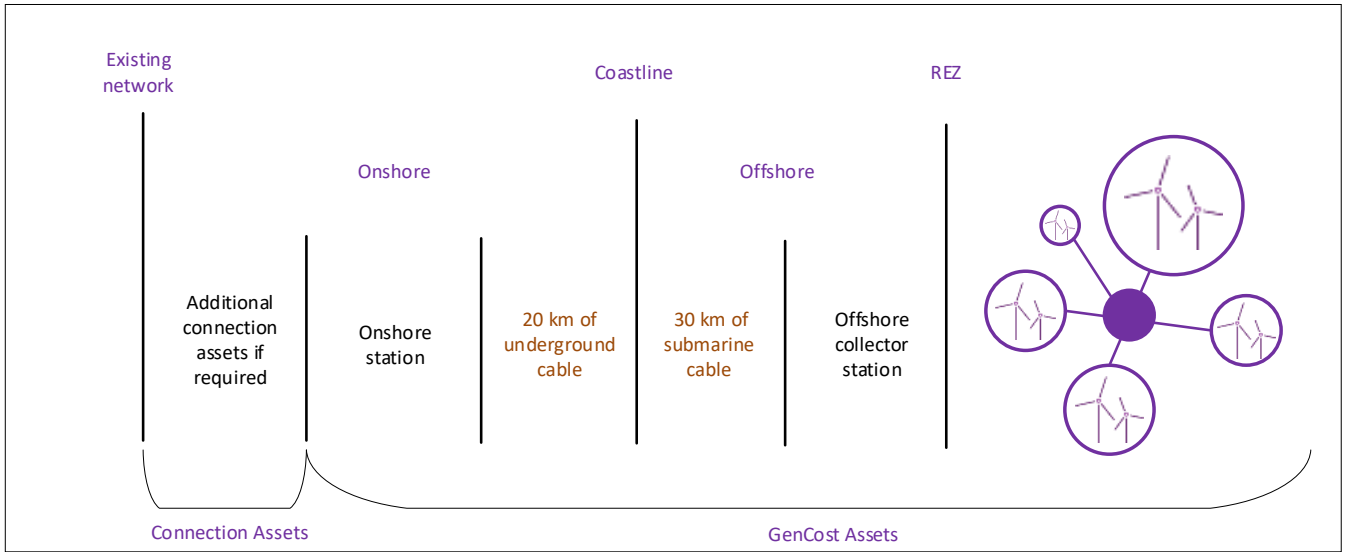 Existing
network
Coastline
REZ
Onshore
Offshore
Additional
connection
assets if
required
Onshore
station
20 km of
underground
cable
30 km of
submarine
cable
Offshore
collector
station
Connection Assets
GenCost Assets